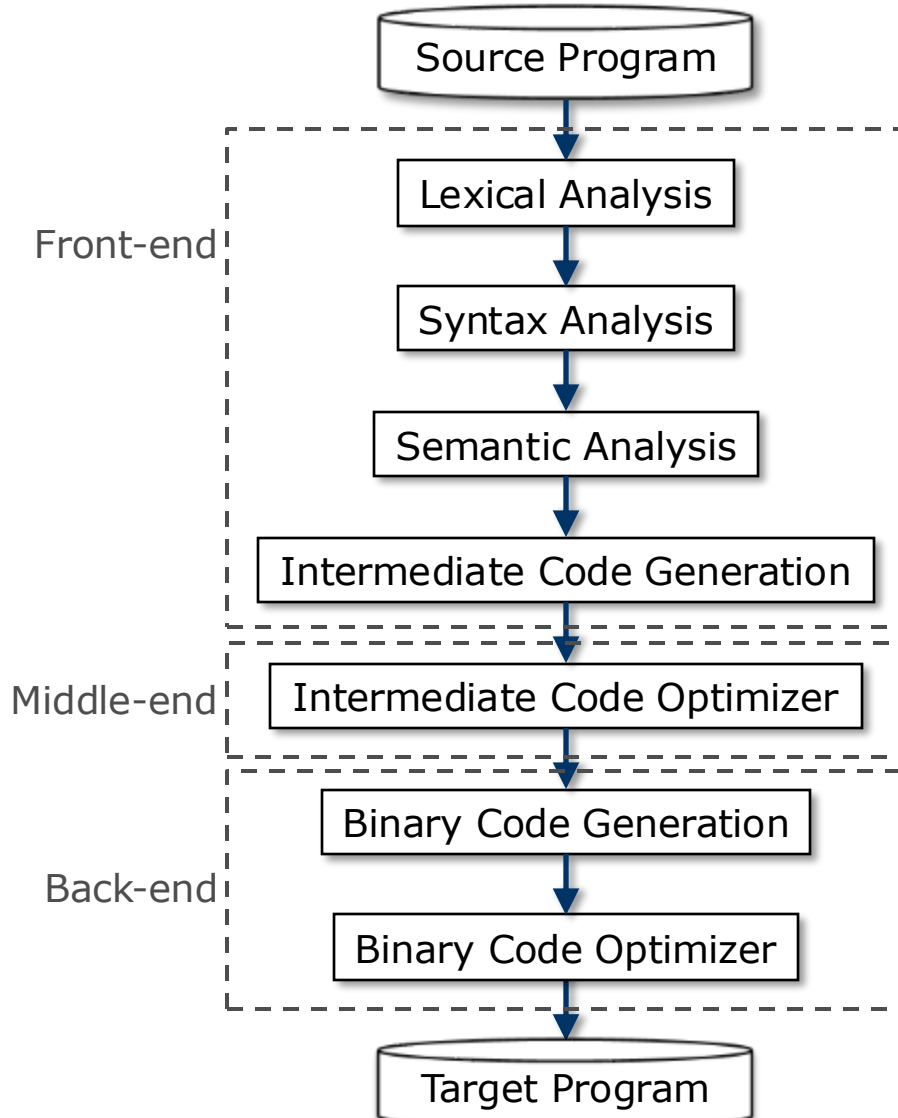 Source Program
Lexical Analysis
Front-end
Syntax Analysis
Semantic Analysis
Intermediate Code Generation
Middle-end
Intermediate Code Optimizer
Binary Code Generation
Back-end
Binary Code Optimizer
Target Program